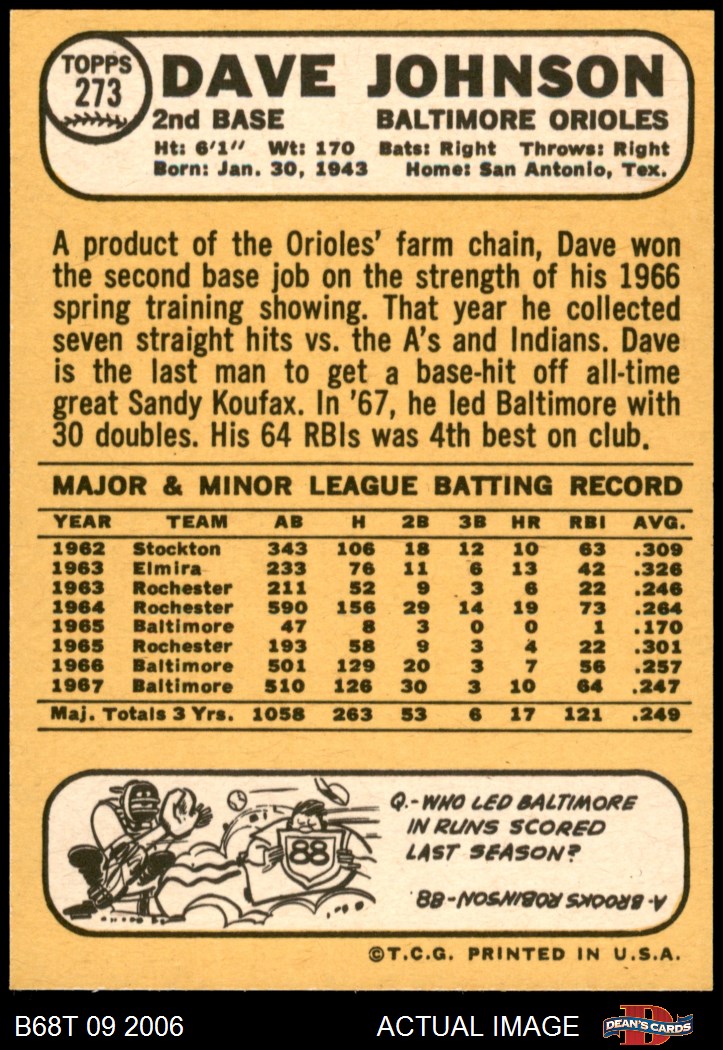 TOPPS
273
DAVE JOHNSON
2nd BASE BALTIMORE ORIOLES
Ht: 6'1" Wt: 170 Bats: Right Throws: Right
Born: Jan. 30, 1943 Home: San Antonio, Tex.
A product of the Orioles' farm chain, Dave won
the second base job on the strength of his 1966
spring training showing. That year he collected
seven straight hits vs. the A's and Indians. Dave
is the last man to get a base-hit off all-time
great Sandy Koufax. In '67, he led Baltimore with
30 doubles. His 64 RBIs was 4th best on club.
MAJOR & MINOR LEAGUE BATTING RECORD
YEAR TEAM AB H 2B 3B HR RBI AVG.
1962 Stockton 343 106 18 12 10 63 .309
1963 Elmira 233 76 11 6 13 42 .326
1963 Rochester 211 52 9 3 6 22 .246
1964 Rochester 590 156 29 14 19 73 .264
1965 Baltimore 47 8 3 0 0 1 .170
1965 Rochester 193 58 9 3 4 22 .301
1966 Baltimore 501 129 20 3 7 56 .257
1967 Baltimore 510 126 30 3 10 64 .247
Maj. Totals 3 Yrs. 1058 263 53 6 17 121 .249
88
Q.-WHO LED BALTIMORE
IN RUNS SCORED
LAST SEASON?
A-BROOKS ROBINSON-88
©T.C.G. PRINTED IN U.S.A.
B68T 09 2006 ACTUAL IMAGE D DEAN'S CARDS